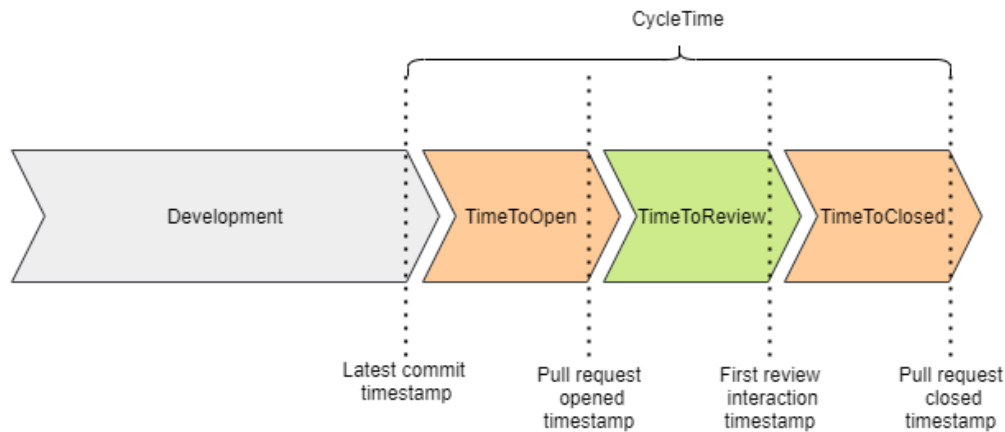 CycleTime
Development
TimeToOpen
TimeToReview
TimeToClosed
Latest commit
timestamp
Pull request
opened
timestamp
First review
interaction
timestamp
Pull request
closed
timestamp